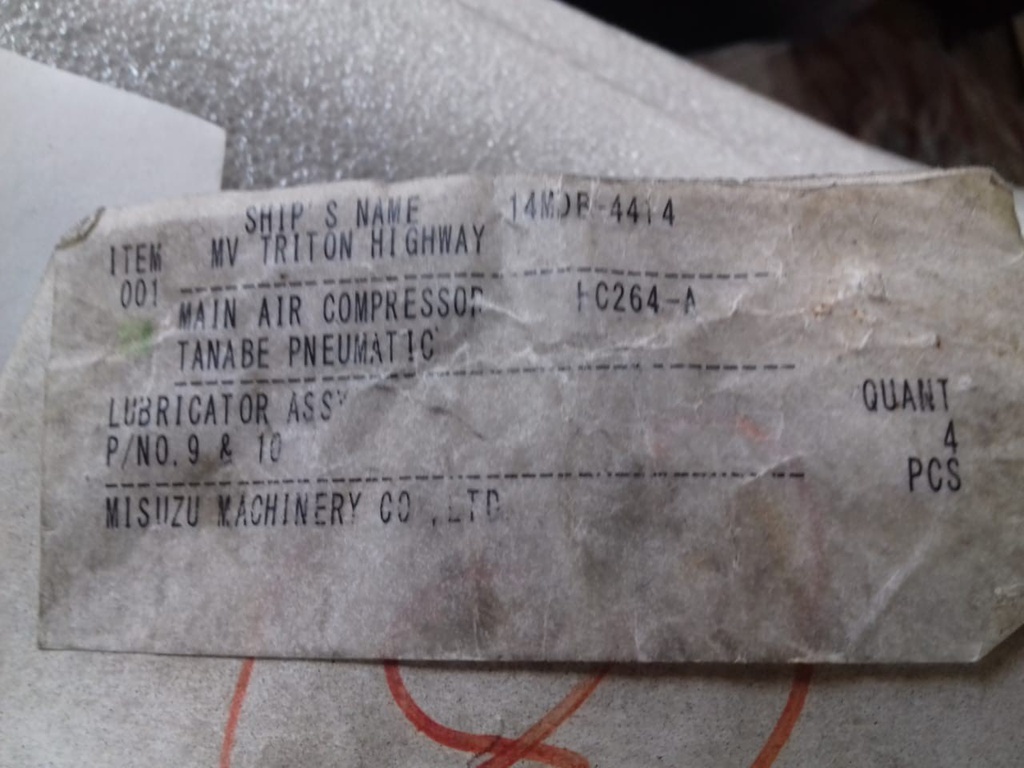 SHIP'S NAME 14MDB-4414
ITEM MV TRITON HIGHWAY
001 MAIN AIR COMPRESSOR HC264-A
TANABE PNEUMATIC
LUBRICATOR ASSY QUANT
P/NO.9 & 10 4
PCS
MISUZU MACHINERY CO.,LTD